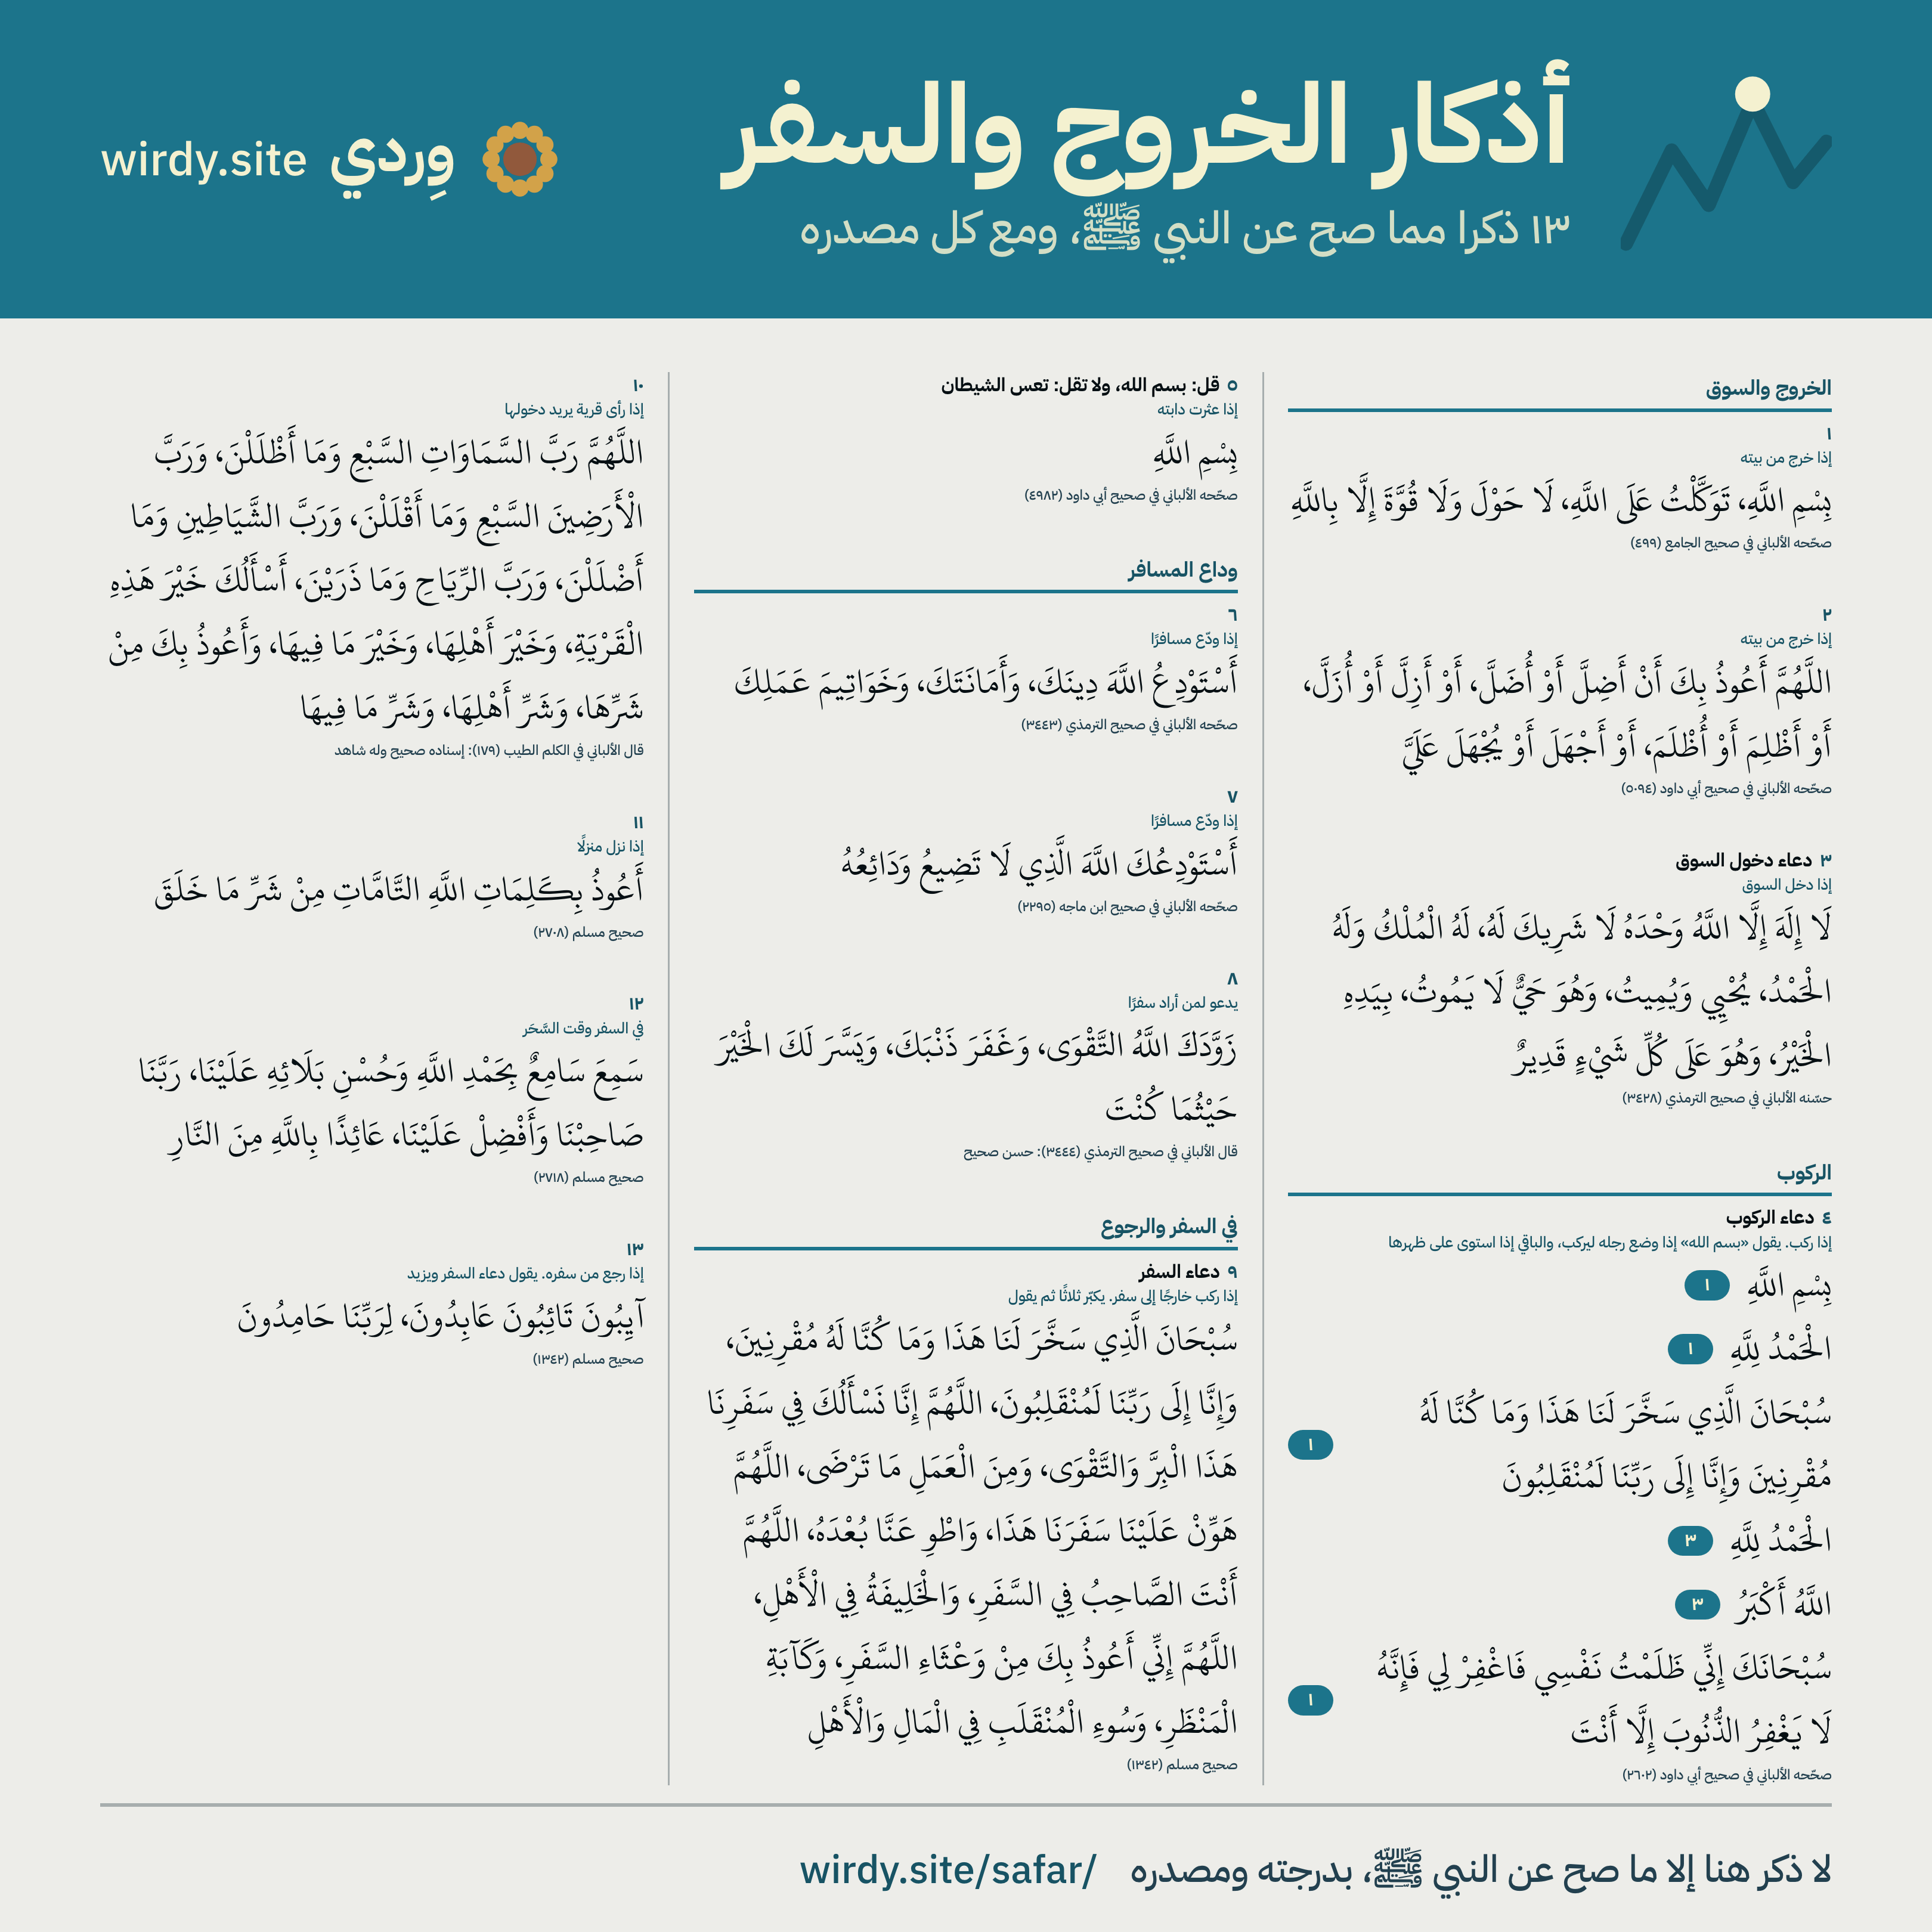 أذكار الخروج والسفر
١٣ ذكرا مما صح عن النبي ﷺ، ومع كل مصدره
وِردي wirdy.site
الخروج والسوق
١
إذا خرج من بيته
بِسْمِ اللَّهِ، تَوَكَّلْتُ عَلَى اللَّهِ، لَا حَوْلَ وَلَا قُوَّةَ إِلَّا بِاللَّهِ
صحّحه الألباني في صحيح الجامع (٤٩٩)
٢
إذا خرج من بيته
اللَّهُمَّ أَعُوذُ بِكَ أَنْ أَضِلَّ أَوْ أُضَلَّ، أَوْ أَزِلَّ أَوْ أُزَلَّ،
أَوْ أَظْلِمَ أَوْ أُظْلَمَ، أَوْ أَجْهَلَ أَوْ يُجْهَلَ عَلَيَّ
صحّحه الألباني في صحيح أبي داود (٥٠٩٤)
٣ دعاء دخول السوق
إذا دخل السوق
لَا إِلَهَ إِلَّا اللَّهُ وَحْدَهُ لَا شَرِيكَ لَهُ، لَهُ الْمُلْكُ وَلَهُ
الْحَمْدُ، يُحْيِي وَيُمِيتُ، وَهُوَ حَيٌّ لَا يَمُوتُ، بِيَدِهِ
الْخَيْرُ، وَهُوَ عَلَى كُلِّ شَيْءٍ قَدِيرٌ
حسّنه الألباني في صحيح الترمذي (٣٤٢٨)
الركوب
٤ دعاء الركوب
إذا ركب. يقول «بسم الله» إذا وضع رجله ليركب، والباقي إذا استوى على ظهرها
بِسْمِ اللَّهِ ١
الْحَمْدُ لِلَّهِ ١
سُبْحَانَ الَّذِي سَخَّرَ لَنَا هَذَا وَمَا كُنَّا لَهُ
مُقْرِنِينَ وَإِنَّا إِلَى رَبِّنَا لَمُنْقَلِبُونَ ١
الْحَمْدُ لِلَّهِ ٣
اللَّهُ أَكْبَرُ ٣
سُبْحَانَكَ إِنِّي ظَلَمْتُ نَفْسِي فَاغْفِرْ لِي فَإِنَّهُ
لَا يَغْفِرُ الذُّنُوبَ إِلَّا أَنْتَ ١
صحّحه الألباني في صحيح أبي داود (٢٦٠٢)
٥ قل: بسم الله، ولا تقل: تعس الشيطان
إذا عثرت دابته
بِسْمِ اللَّهِ
صحّحه الألباني في صحيح أبي داود (٤٩٨٢)
وداع المسافر
٦
إذا ودّع مسافرًا
أَسْتَوْدِعُ اللَّهَ دِينَكَ، وَأَمَانَتَكَ، وَخَوَاتِيمَ عَمَلِكَ
صحّحه الألباني في صحيح الترمذي (٣٤٤٣)
٧
إذا ودّع مسافرًا
أَسْتَوْدِعُكَ اللَّهَ الَّذِي لَا تَضِيعُ وَدَائِعُهُ
صحّحه الألباني في صحيح ابن ماجه (٢٢٩٥)
٨
يدعو لمن أراد سفرًا
زَوَّدَكَ اللَّهُ التَّقْوَى، وَغَفَرَ ذَنْبَكَ، وَيَسَّرَ لَكَ الْخَيْرَ
حَيْثُمَا كُنْتَ
قال الألباني في صحيح الترمذي (٣٤٤٤): حسن صحيح
في السفر والرجوع
٩ دعاء السفر
إذا ركب خارجًا إلى سفر. يكبّر ثلاثًا ثم يقول
سُبْحَانَ الَّذِي سَخَّرَ لَنَا هَذَا وَمَا كُنَّا لَهُ مُقْرِنِينَ،
وَإِنَّا إِلَى رَبِّنَا لَمُنْقَلِبُونَ، اللَّهُمَّ إِنَّا نَسْأَلُكَ فِي سَفَرِنَا
هَذَا الْبِرَّ وَالتَّقْوَى، وَمِنَ الْعَمَلِ مَا تَرْضَى، اللَّهُمَّ
هَوِّنْ عَلَيْنَا سَفَرَنَا هَذَا، وَاطْوِ عَنَّا بُعْدَهُ، اللَّهُمَّ
أَنْتَ الصَّاحِبُ فِي السَّفَرِ، وَالْخَلِيفَةُ فِي الْأَهْلِ،
اللَّهُمَّ إِنِّي أَعُوذُ بِكَ مِنْ وَعْثَاءِ السَّفَرِ، وَكَآبَةِ
الْمَنْظَرِ، وَسُوءِ الْمُنْقَلَبِ فِي الْمَالِ وَالْأَهْلِ
صحيح مسلم (١٣٤٢)
١٠
إذا رأى قرية يريد دخولها
اللَّهُمَّ رَبَّ السَّمَاوَاتِ السَّبْعِ وَمَا أَظْلَلْنَ، وَرَبَّ
الْأَرَضِينَ السَّبْعِ وَمَا أَقْلَلْنَ، وَرَبَّ الشَّيَاطِينِ وَمَا
أَضْلَلْنَ، وَرَبَّ الرِّيَاحِ وَمَا ذَرَيْنَ، أَسْأَلُكَ خَيْرَ هَذِهِ
الْقَرْيَةِ، وَخَيْرَ أَهْلِهَا، وَخَيْرَ مَا فِيهَا، وَأَعُوذُ بِكَ مِنْ
شَرِّهَا، وَشَرِّ أَهْلِهَا، وَشَرِّ مَا فِيهَا
قال الألباني في الكلم الطيب (١٧٩): إسناده صحيح وله شاهد
١١
إذا نزل منزلًا
أَعُوذُ بِكَلِمَاتِ اللَّهِ التَّامَّاتِ مِنْ شَرِّ مَا خَلَقَ
صحيح مسلم (٢٧٠٨)
١٢
في السفر وقت السَّحَر
سَمِعَ سَامِعٌ بِحَمْدِ اللَّهِ وَحُسْنِ بَلَائِهِ عَلَيْنَا، رَبَّنَا
صَاحِبْنَا وَأَفْضِلْ عَلَيْنَا، عَائِذًا بِاللَّهِ مِنَ النَّارِ
صحيح مسلم (٢٧١٨)
١٣
إذا رجع من سفره. يقول دعاء السفر ويزيد
آيِبُونَ تَائِبُونَ عَابِدُونَ، لِرَبِّنَا حَامِدُونَ
صحيح مسلم (١٣٤٢)
لا ذكر هنا إلا ما صح عن النبي ﷺ، بدرجته ومصدره wirdy.site/safar/